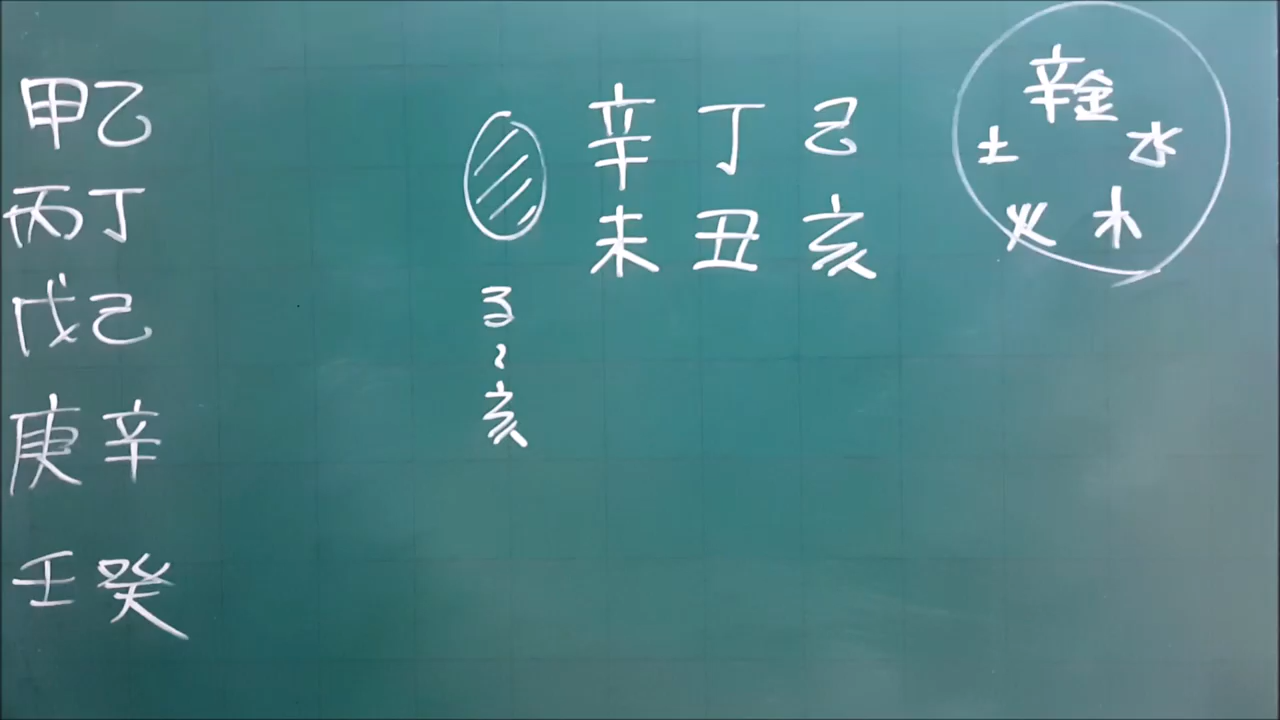 甲乙
丙丁
戊己
庚辛
壬癸
辛丁己
未丑亥
子
~
亥
辛金
土 水
火 木